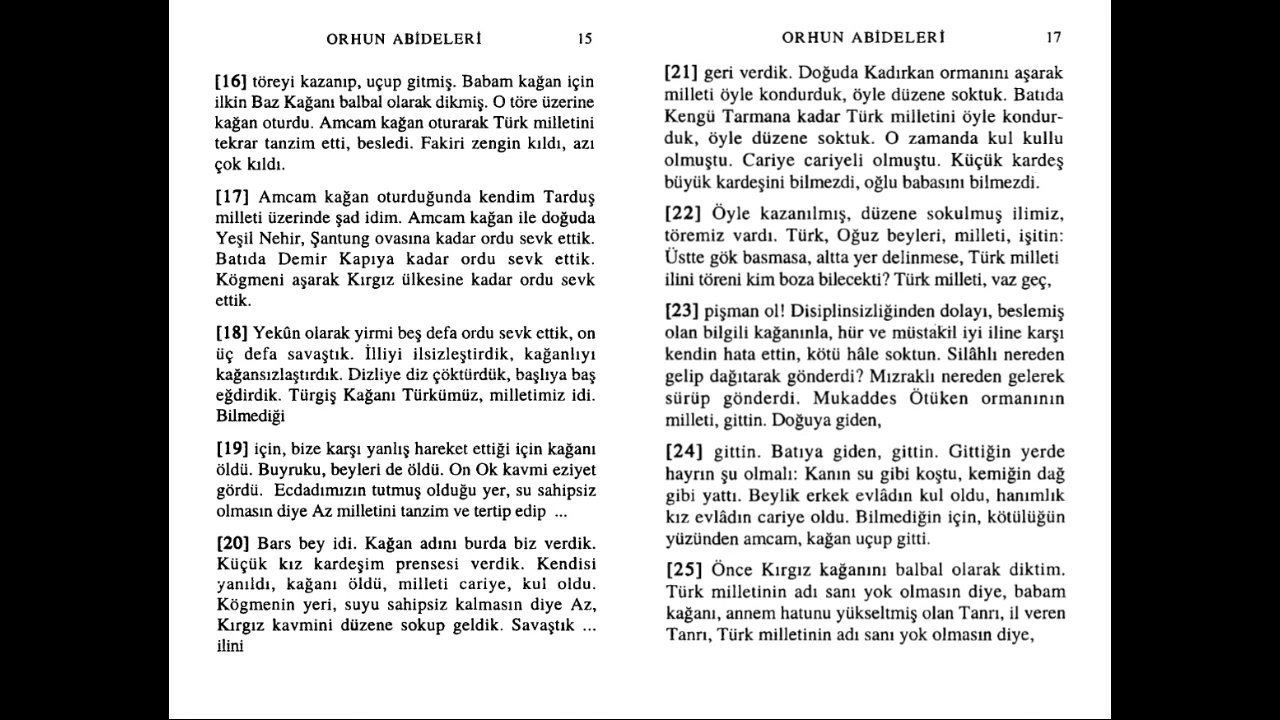 ORHUN ABİDELERİ 15
[16] töreyi kazanıp, uçup gitmiş. Babam kağan için
ilkin Baz Kağanı balbal olarak dikmiş. O töre üzerine
kağan oturdu. Amcam kağan oturarak Türk milletini
tekrar tanzim etti, besledi. Fakiri zengin kıldı, azı
çok kıldı.
[17] Amcam kağan oturduğunda kendim Tarduş
milleti üzerinde şad idim. Amcam kağan ile doğuda
Yeşil Nehir, Şantung ovasına kadar ordu sevk ettik.
Batıda Demir Kapıya kadar ordu sevk ettik.
Kögmeni aşarak Kırgız ülkesine kadar ordu sevk
ettik.
[18] Yekûn olarak yirmi beş defa ordu sevk ettik, on
üç defa savaştık. İlliyi ilsizleştirdik, kağanlıyı
kağansızlaştırdık. Dizliye diz çöktürdük, başlıya baş
eğdirdik. Türgiş Kağanı Türkümüz, milletimiz idi.
Bilmediği
[19] için, bize karşı yanlış hareket ettiği için kağanı
öldü. Buyruku, beyleri de öldü. On Ok kavmi eziyet
gördü. Ecdadımızın tutmuş olduğu yer, su sahipsiz
olmasın diye Az milletini tanzim ve tertip edip ...
[20] Bars bey idi. Kağan adını burda biz verdik.
Küçük kız kardeşim prensesi verdik. Kendisi
yanıldı, kağanı öldü, milleti cariye, kul oldu.
Kögmenin yeri, suyu sahipsiz kalmasın diye Az,
Kırgız kavmini düzene sokup geldik. Savaştık ...
ilini
ORHUN ABİDELERİ 17
[21] geri verdik. Doğuda Kadırkan ormanını aşarak
milleti öyle kondurduk, öyle düzene soktuk. Batıda
Kengü Tarmana kadar Türk milletini öyle kondur-
duk, öyle düzene soktuk. O zamanda kul kullu
olmuştu. Cariye cariyeli olmuştu. Küçük kardeş
büyük kardeşini bilmezdi, oğlu babasını bilmezdi.
[22] Öyle kazanılmış, düzene sokulmuş ilimiz,
töremiz vardı. Türk, Oğuz beyleri, milleti, işitin:
Üstte gök basmasa, altta yer delinmese, Türk milleti
ilini töreni kim boza bilecekti? Türk milleti, vaz geç,
[23] pişman ol! Disiplinsizliğinden dolayı, beslemiş
olan bilgili kağanınla, hür ve müstakil iyi iline karşı
kendin hata ettin, kötü hâle soktun. Silâhlı nereden
gelip dağıtarak gönderdi? Mızraklı nereden gelerek
sürüp gönderdi. Mukaddes Ötüken ormanının
milleti, gittin. Doğuya giden,
[24] gittin. Batıya giden, gittin. Gittiğin yerde
hayrın şu olmalı: Kanın su gibi koştu, kemiğin dağ
gibi yattı. Beylik erkek evlâdın kul oldu, hanımlık
kız evlâdın cariye oldu. Bilmediğin için, kötülüğün
yüzünden amcam, kağan uçup gitti.
[25] Önce Kırgız kağanını balbal olarak diktim.
Türk milletinin adı sanı yok olmasın diye, babam
kağanı, annem hatunu yükseltmiş olan Tanrı, il veren
Tanrı, Türk milletinin adı sanı yok olmasın diye,